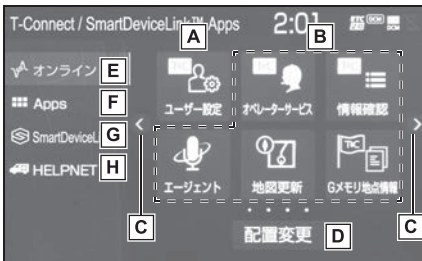 T-Connect / SmartDeviceLink™ Apps 2:01
A
B
オンライン E
Apps F
SmartDeviceL G
HELPNET H
ユーザー設定 オペレーターサービス 情報確認
エージェント 地図更新 Gメモリ地点情報
C
C
配置変更 D